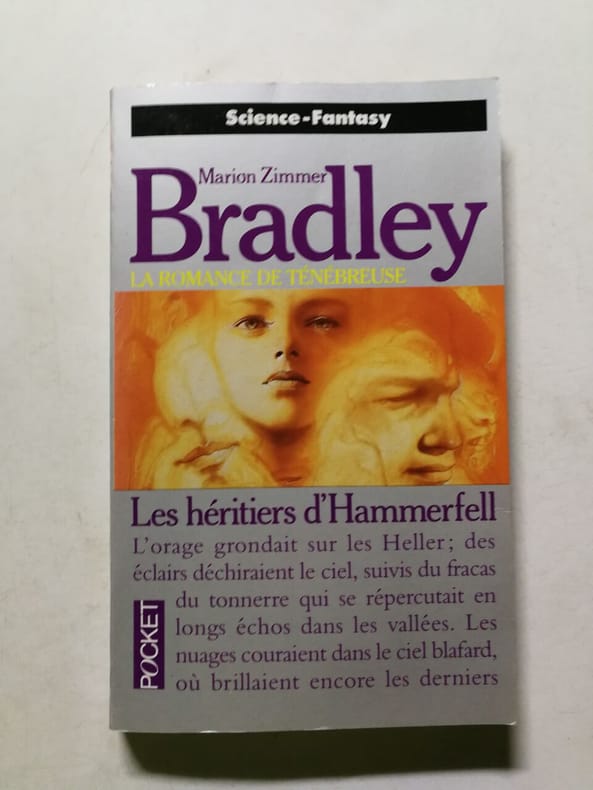 Science-Fantasy
Marion Zimmer
Bradley
LA ROMANCE DE TÉNÉBREUSE
Les héritiers d'Hammerfell
L'orage grondait sur les Heller; des
éclairs déchiraient le ciel, suivis du fracas
du tonnerre qui se répercutait en
longs échos dans les vallées. Les
nuages couraient dans le ciel blafard,
où brillaient encore les derniers
POCKET